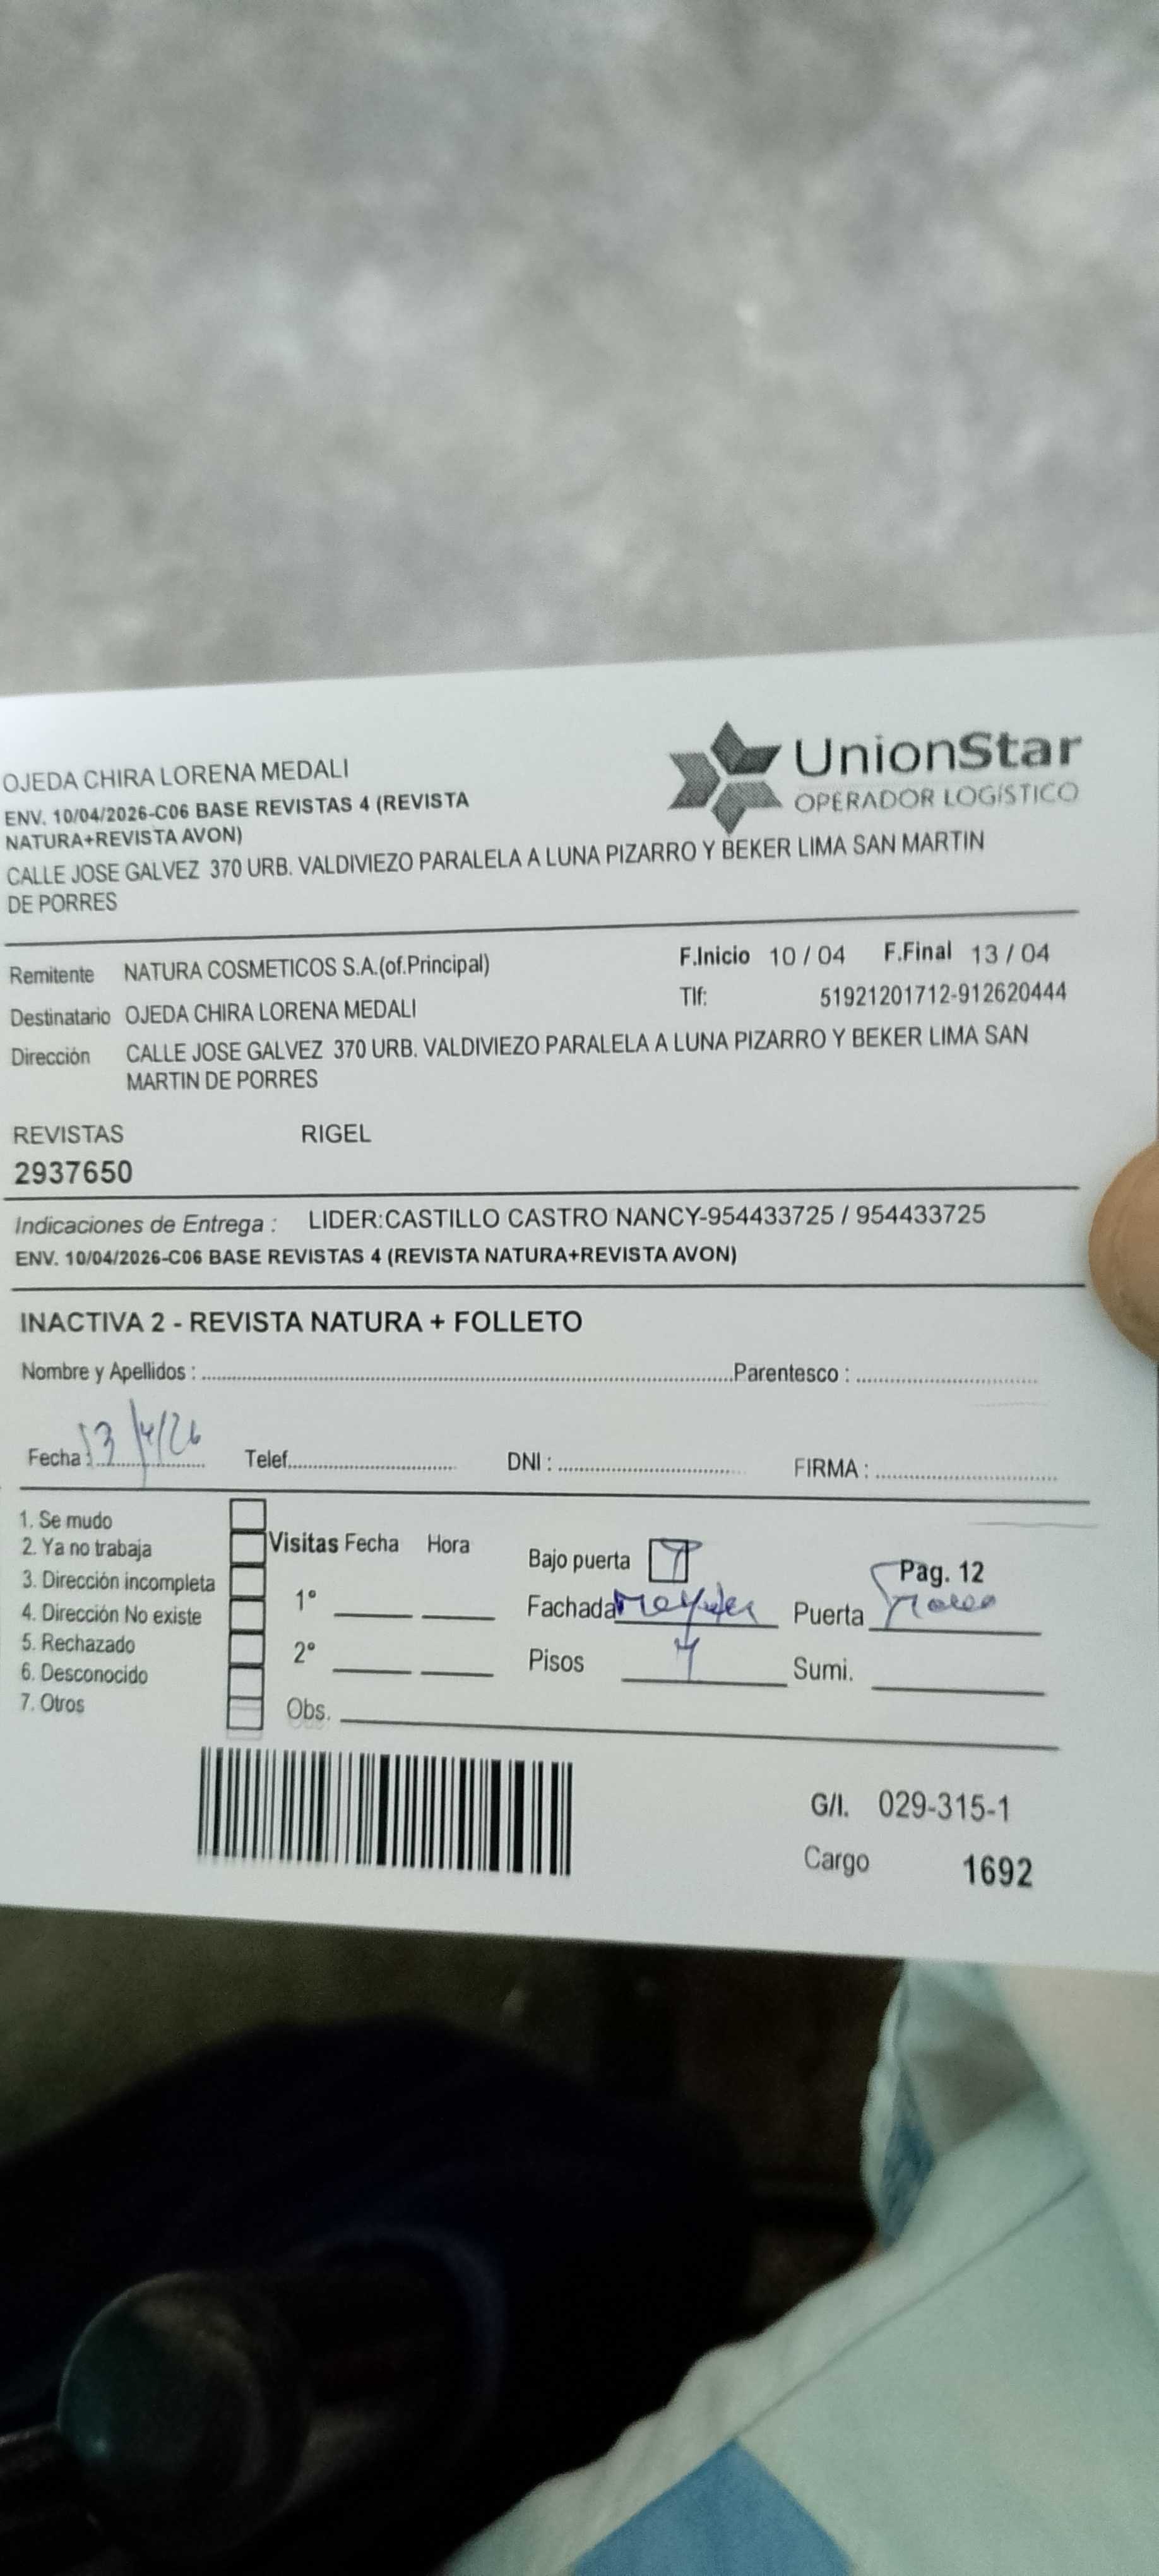 OJEDA CHIRA LORENA MEDALI
ENV. 10/04/2026-C06 BASE REVISTAS 4 (REVISTA
NATURA+REVISTA AVON)
UnionStar
OPERADOR LOGÍSTICO
CALLE JOSE GALVEZ 370 URB. VALDIVIEZO PARALELA A LUNA PIZARRO Y BEKER LIMA SAN MARTIN
DE PORRES
Remitente NATURA COSMETICOS S.A.(of.Principal) F.Inicio 10 / 04 F.Final 13 / 04
Destinatario OJEDA CHIRA LORENA MEDALI Tlf: 51921201712-912620444
Dirección CALLE JOSE GALVEZ 370 URB. VALDIVIEZO PARALELA A LUNA PIZARRO Y BEKER LIMA SAN
MARTIN DE PORRES
REVISTAS RIGEL
2937650
Indicaciones de Entrega : LIDER:CASTILLO CASTRO NANCY-954433725 / 954433725
ENV. 10/04/2026-C06 BASE REVISTAS 4 (REVISTA NATURA+REVISTA AVON)
INACTIVA 2 - REVISTA NATURA + FOLLETO
Nombre y Apellidos : Parentesco :
Fecha : 13/4/26 Telef. DNI : FIRMA :
1. Se mudo
2. Ya no trabaja
3. Dirección incompleta
4. Dirección No existe
5. Rechazado
6. Desconocido
7. Otros
Visitas Fecha Hora
1°
2°
Obs.
Bajo puerta Pag. 12
Fachada Puerta
Pisos 4 Sumi.
G/I. 029-315-1
Cargo 1692